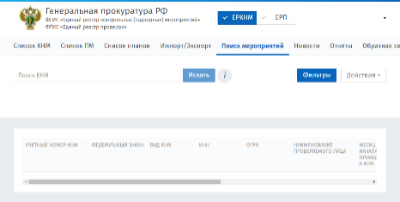 Генеральная прокуратура РФ
ФГИС «Единый реестр контрольных (надзорных) мероприятий»
ФГИС «Единый реестр проверок»
ЕРКНМ
ЕРП
Список КНМ Список ПМ Список планов Импорт/Экспорт Поиск мероприятий Новости Отчеты Обратная св
Поиск КНМ
Искать
Фильтры
Действия
УЧЕТНЫЙ НОМЕР КНМ ФЕДЕРАЛЬНЫЙ ЗАКОН ВИД КНМ ИНН ОГРН НАИМЕНОВАНИЕ ПРОВЕРЯЕМОГО ЛИЦА МЕСЯЦ НАЧАЛА